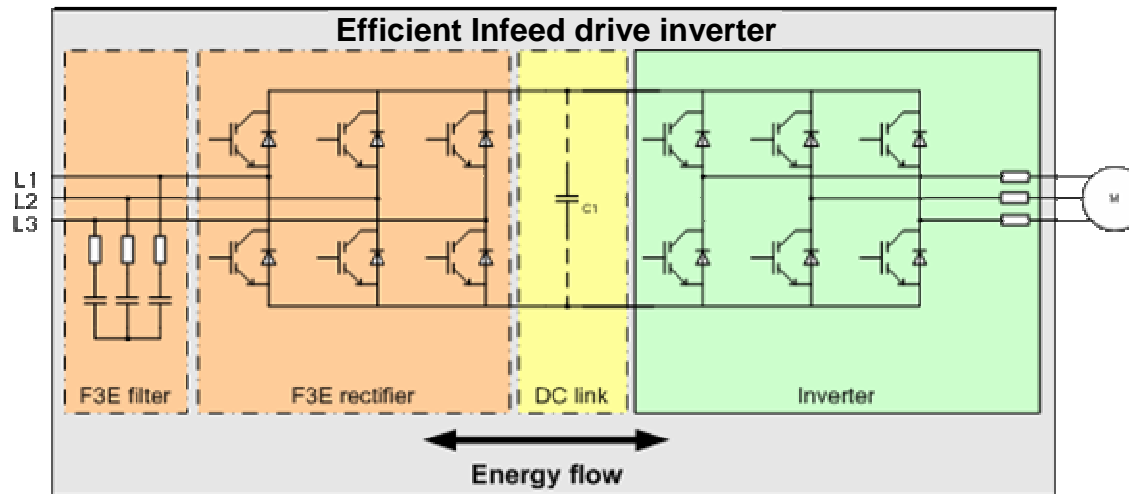 Efficient Infeed drive inverter
L1
L2
L3
C1
M
F3E filter
F3E rectifier
DC link
Inverter
Energy flow